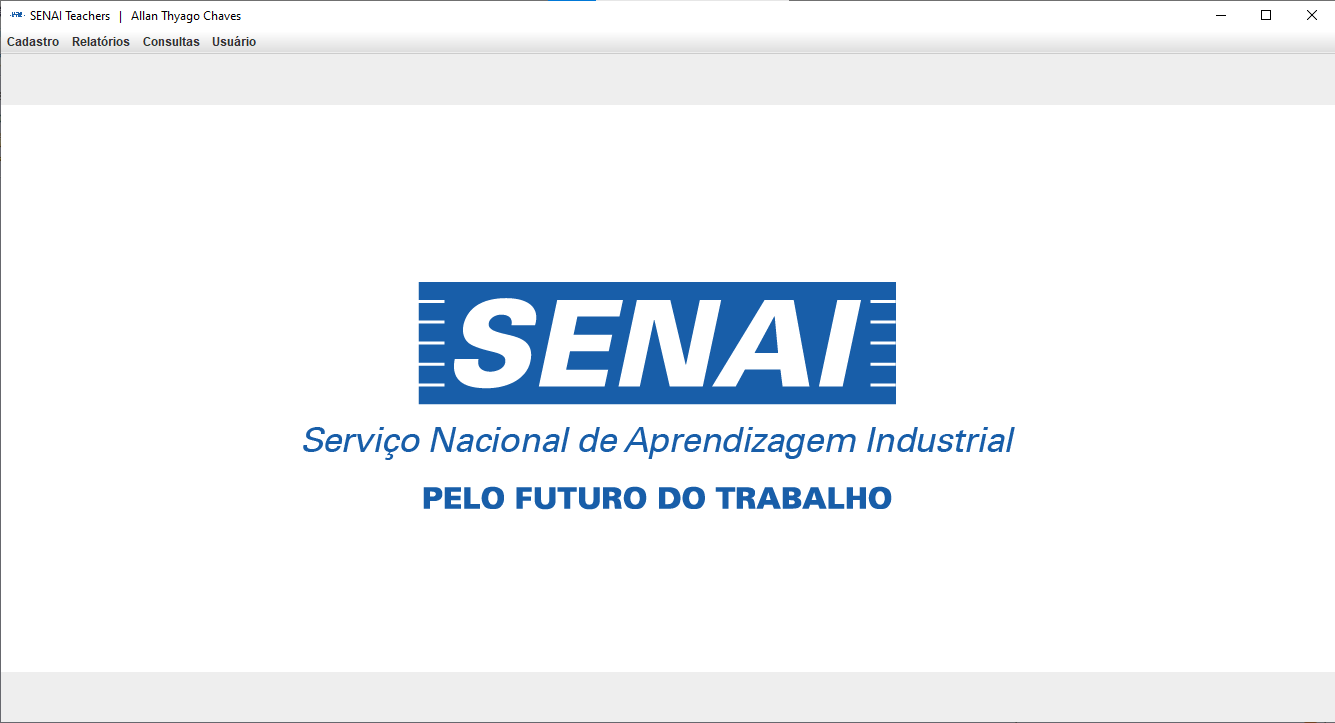 SENAI Teachers | Allan Thyago Chaves
Cadastro Relatórios Consultas Usuário
SENAI
Serviço Nacional de Aprendizagem Industrial
PELO FUTURO DO TRABALHO